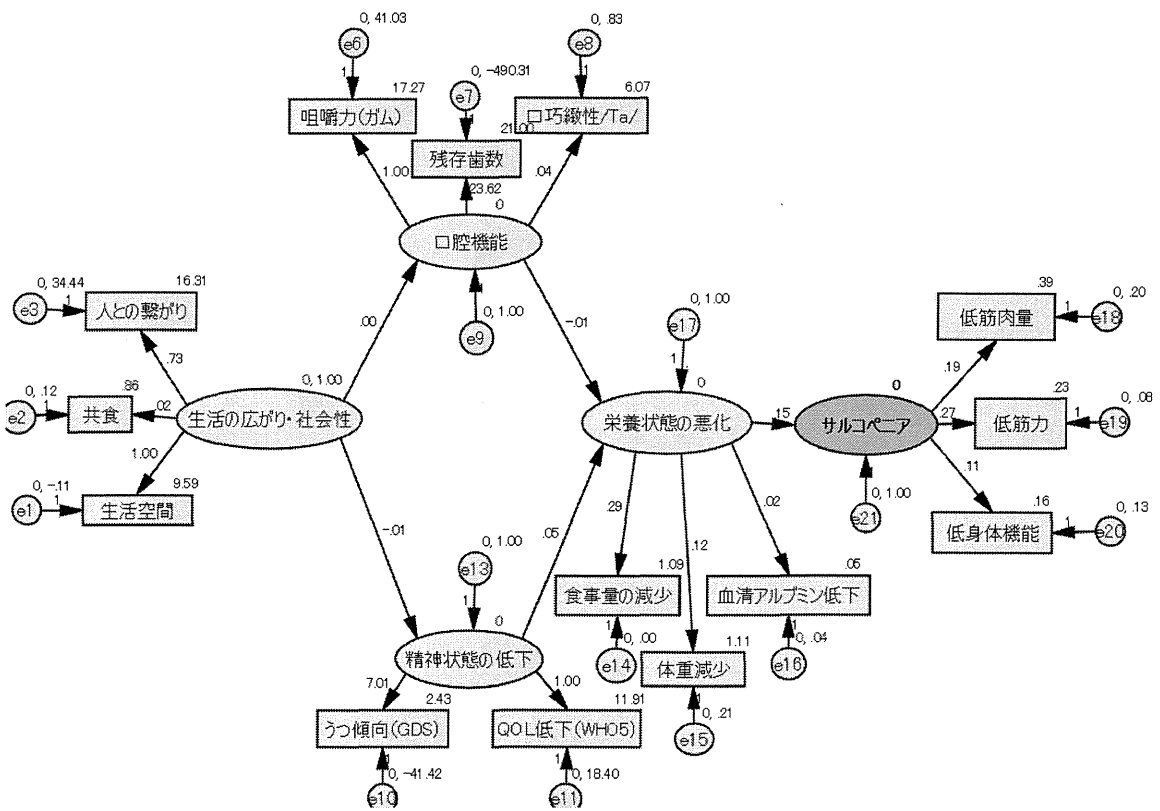 0, 41.03
e6
1
17.27
咀嚼力(ガム)
0, -490.31
e7
1
21.00
残存歯数
0, .83
e8
1
6.07
口巧緻性/Ta/
1.00
23.62
.04
0
口腔機能
1
e9
0, 1.00
0, 34.44
e3
1
16.31
人との繋がり
.73
0, .12
e2
1
.86
共食
.02
0, 1.00
生活の広がり・社会性
1.00
0, -.11
e1
1
9.59
生活空間
.00
-.01
-.01
.05
0, 1.00
e17
1
0
栄養状態の悪化
.15
0
サルコペニア
e21
0, 1.00
.19
.27
.11
.39
低筋肉量
1
0, .20
e18
.23
低筋力
1
0, .08
e19
.16
低身体機能
1
0, .13
e20
.29
.12
.02
1.09
食事量の減少
1
0, .00
e14
1.11
体重減少
1
0, .21
e15
.05
血清アルブミン低下
1
0, .04
e16
0, 1.00
e13
1
0
精神状態の低下
7.01
1.00
2.43
うつ傾向(GDS)
1
0, -41.42
e10
11.91
QOL低下(WHO5)
1
0, 18.40
e11